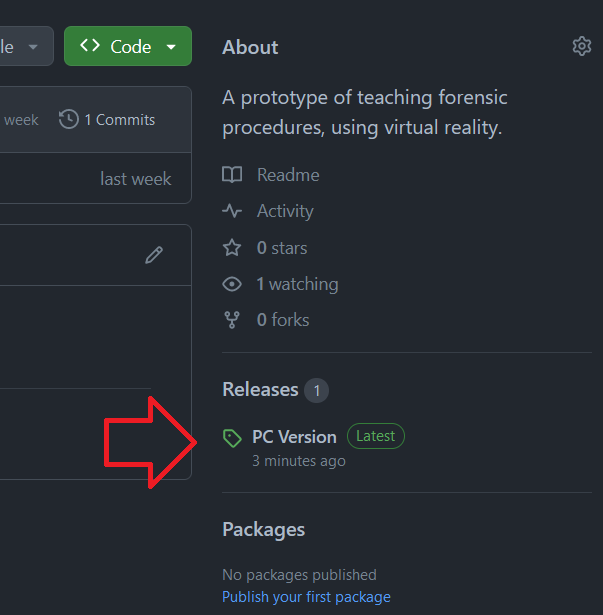 le
Code
About
A prototype of teaching forensic
procedures, using virtual reality.
week
1 Commits
last week
Readme
Activity
0 stars
1 watching
0 forks
Releases 1
PC Version Latest
3 minutes ago
Packages
No packages published
Publish your first package